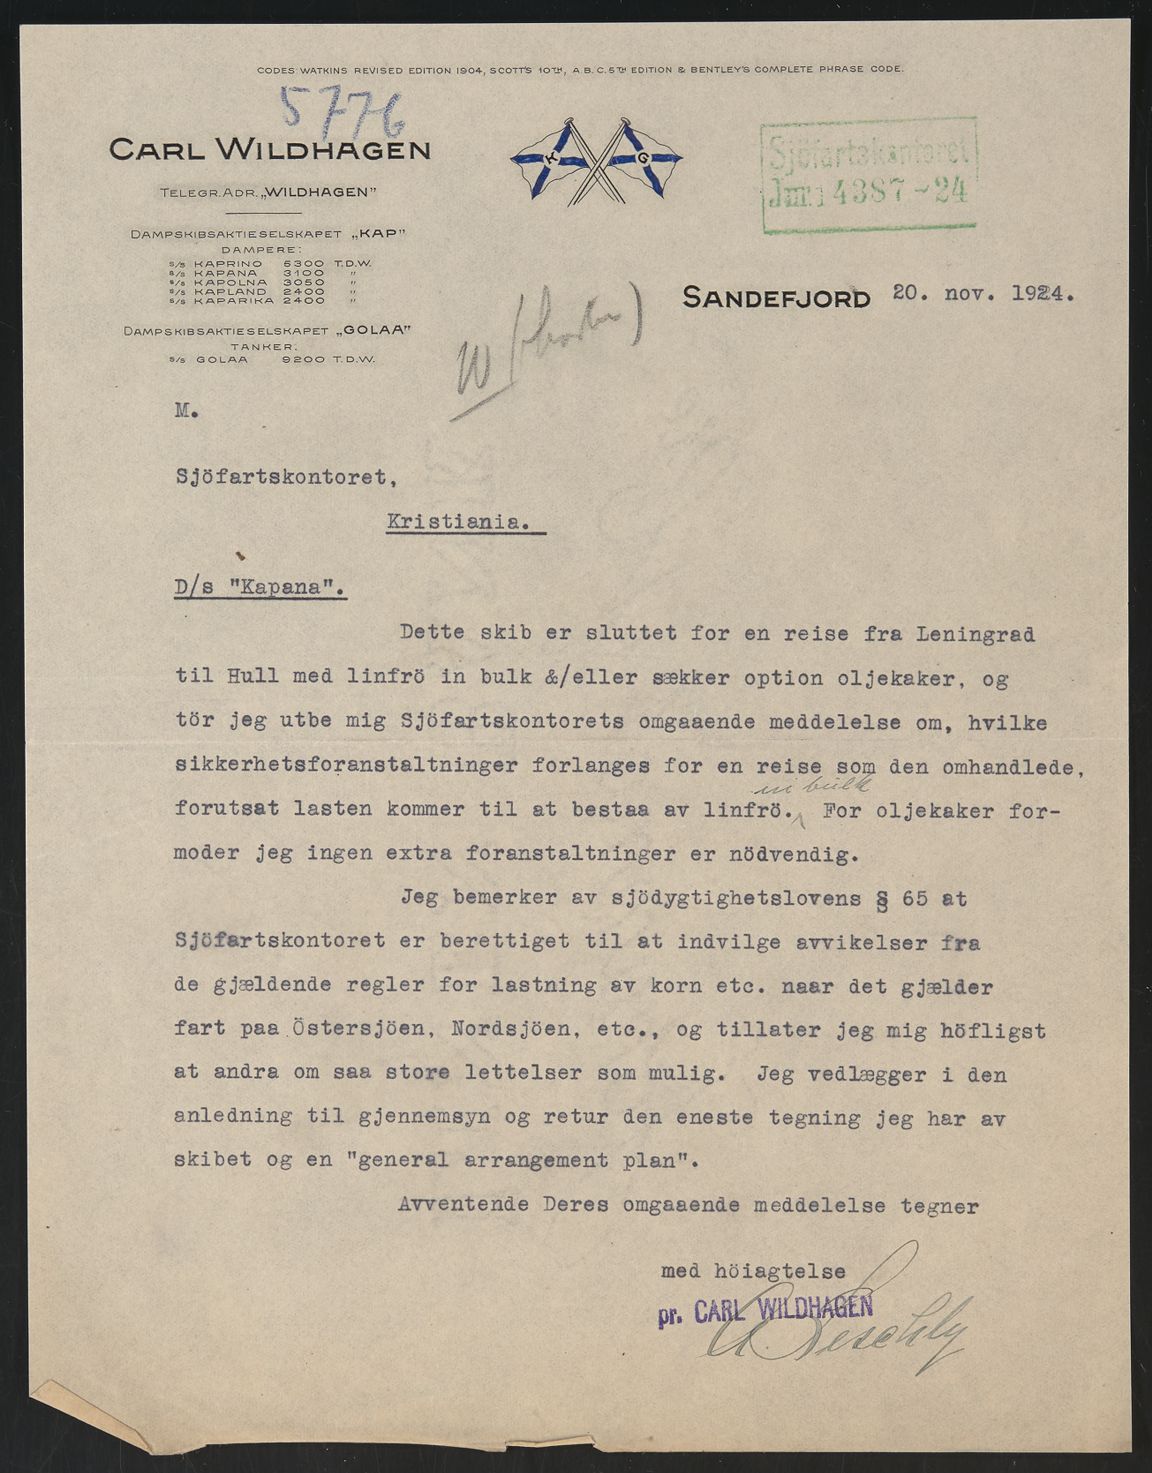 CODES: WATKINS REVISED EDITION 1904, SCOTT'S 10TH, A.B.C. 5TH EDITION & BENTLEY'S COMPLETE PHRASE CODE.
5776
CARL WILDHAGEN
TELEGR. ADR. „WILDHAGEN"
DAMPSKIBSAKTIESELSKAPET „KAP"
DAMPERE:
S/S KAPRINO 5300 T.D.W.
S/S KAPANA 3100 "
S/S KAPOLNA 3050 "
S/S KAPLAND 2400 "
S/S KAPARIKA 2400 "
DAMPSKIBSAKTIESELSKAPET „GOLAA"
TANKER:
S/S GOLAA 9200 T.D.W.
K G
Sjöfartskontoret
Jnr. 4387-24
SANDEFJORD 20. nov. 1924.
M.
Sjöfartskontoret,
Kristiania.
D/s "Kapana".
Dette skib er sluttet for en reise fra Leningrad
til Hull med linfrö in bulk &/eller sækker option oljekaker, og
tör jeg utbe mig Sjöfartskontorets omgaaende meddelelse om, hvilke
sikkerhetsforanstaltninger forlanges for en reise som den omhandlede,
in bulk
forutsat lasten kommer til at bestaa av linfrö. For oljekaker for-
moder jeg ingen extra foranstaltninger er nödvendig.
Jeg bemerker av sjödygtighetslovens § 65 at
Sjöfartskontoret er berettiget til at indvilge avvikelser fra
de gjældende regler for lastning av korn etc. naar det gjælder
fart paa Östersjöen, Nordsjöen, etc., og tillater jeg mig höfligst
at andra om saa store lettelser som mulig. Jeg vedlægger i den
anledning til gjennemsyn og retur den eneste tegning jeg har av
skibet og en "general arrangement plan".
Avventende Deres omgaaende meddelelse tegner
med höiagtelse
pr. CARL WILDHAGEN